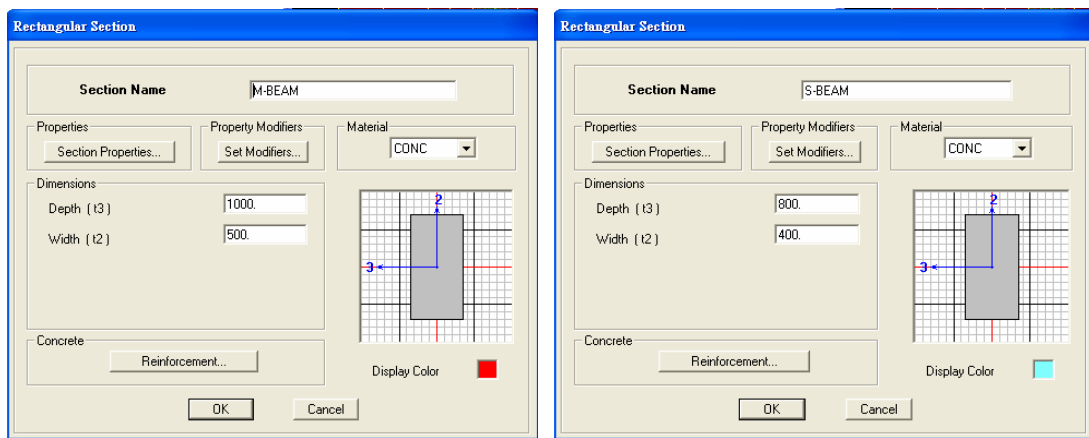 Rectangular Section
Section Name M-BEAM
Properties Property Modifiers Material
Section Properties... Set Modifiers... CONC
Dimensions
Depth ( t3 ) 1000.
Width ( t2 ) 500.
2
3
Concrete
Reinforcement...
Display Color
OK Cancel
Rectangular Section
Section Name S-BEAM
Properties Property Modifiers Material
Section Properties... Set Modifiers... CONC
Dimensions
Depth ( t3 ) 800.
Width ( t2 ) 400.
2
3
Concrete
Reinforcement...
Display Color
OK Cancel